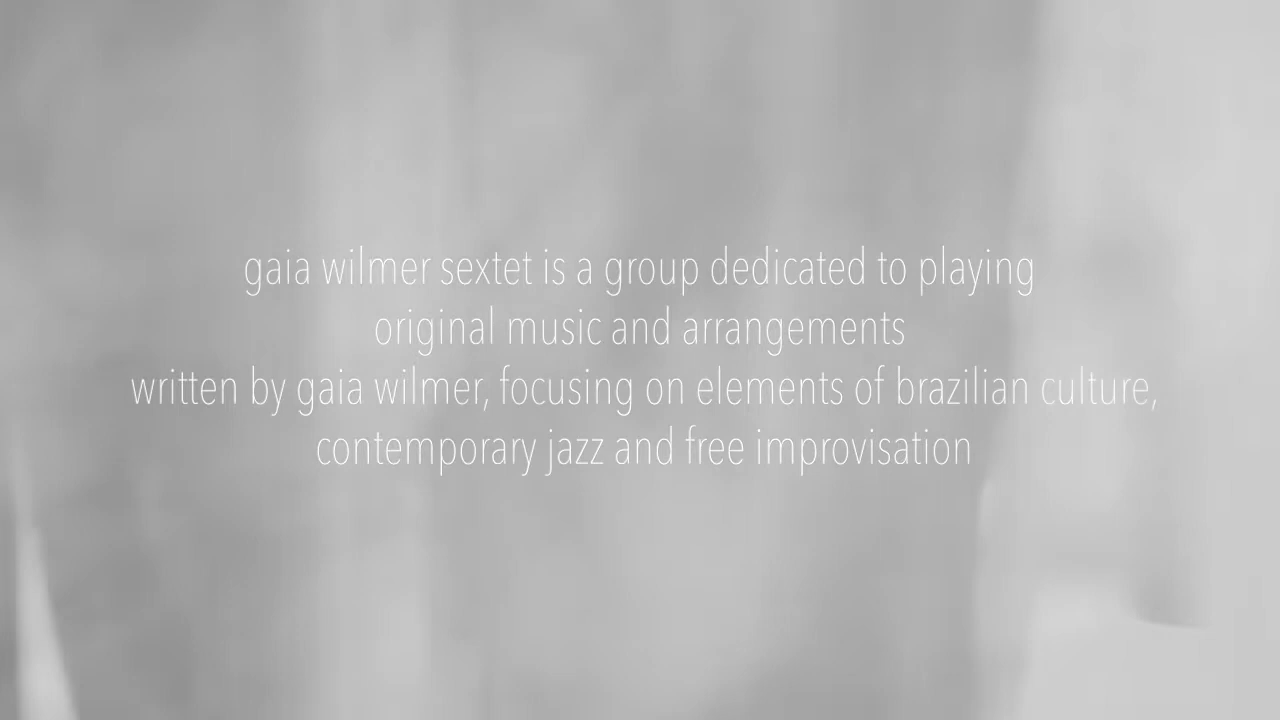 gaia wilmer sextet is a group dedicated to playing
original music and arrangements
written by gaia wilmer, focusing on elements of brazilian culture,
contemporary jazz and free improvisation